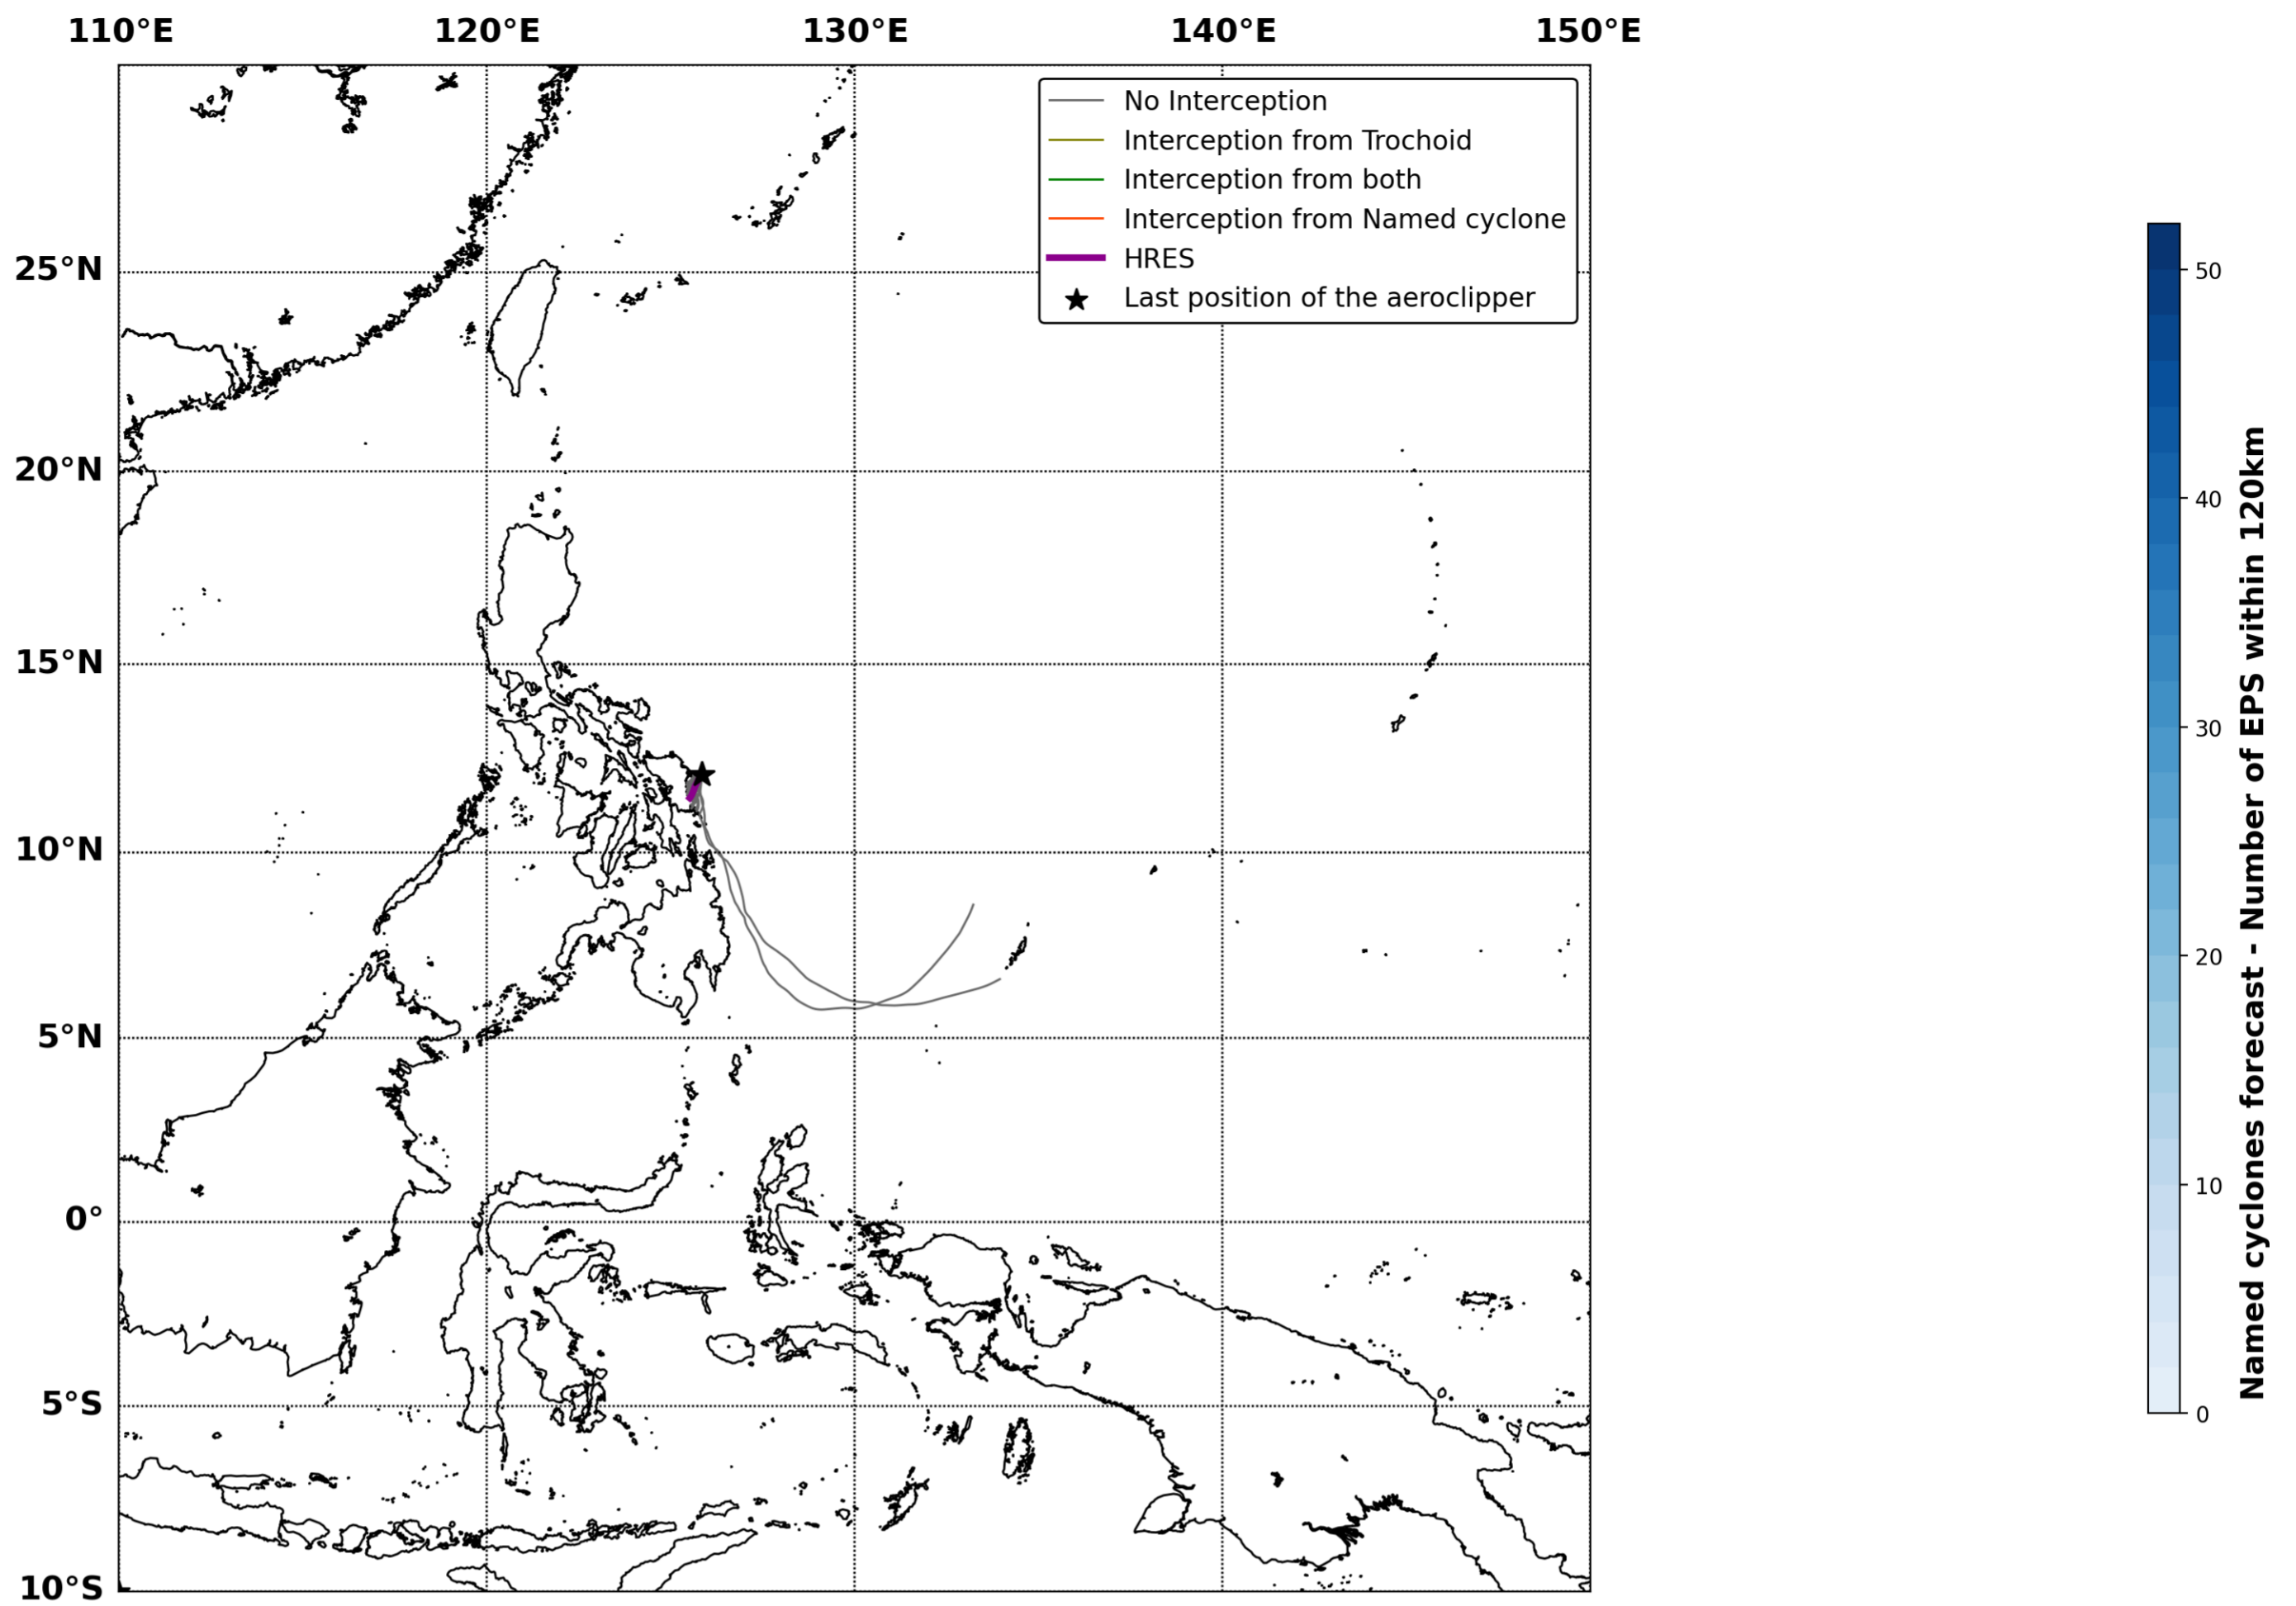 110°E 120°E 130°E 140°E 150°E
No Interception
Interception from Trochoid
Interception from both
Interception from Named cyclone
HRES
Last position of the aeroclipper
25°N
20°N
15°N
10°N
5°N
0°
5°S
10°S
50
40
30
20
10
0
Named cyclones forecast - Number of EPS within 120km